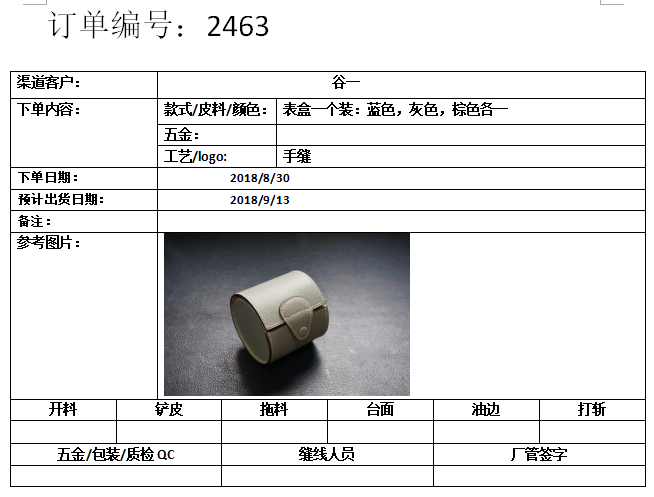 订单编号：2463
渠道客户： 谷一
下单内容： 款式/皮料/颜色： 表盒一个装：蓝色，灰色，棕色各一
五金：
工艺/logo: 手缝
下单日期： 2018/8/30
预计出货日期： 2018/9/13
备注：
参考图片：
开料 铲皮 拖料 台面 油边 打斩
五金/包装/质检 QC 缝线人员 厂管签字